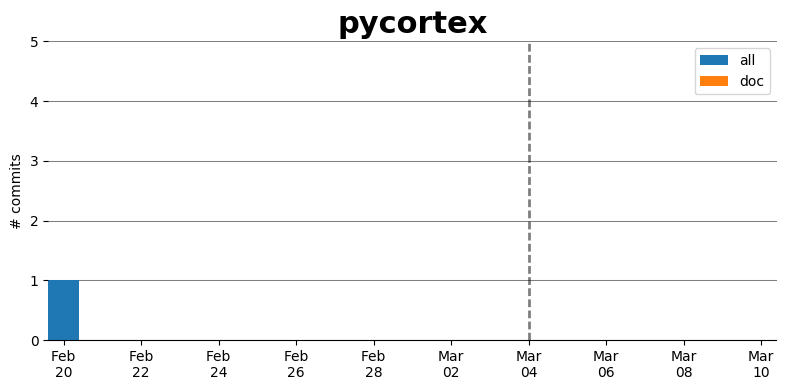 pycortex
5
4
3
2
1
0
# commits
all
doc
Feb Feb Feb Feb Feb Mar Mar Mar Mar Mar
20 22 24 26 28 02 04 06 08 10